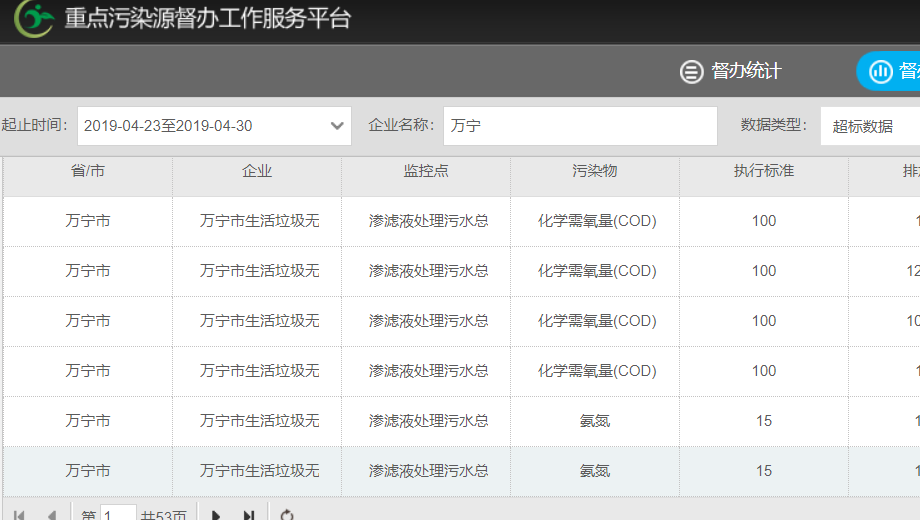 重点污染源督办工作服务平台
督办统计 督
起止时间： 2019-04-23至2019-04-30 企业名称： 万宁 数据类型： 超标数据
省/市 企业 监控点 污染物 执行标准 排
万宁市 万宁市生活垃圾无 渗滤液处理污水总 化学需氧量(COD) 100 1
万宁市 万宁市生活垃圾无 渗滤液处理污水总 化学需氧量(COD) 100 12
万宁市 万宁市生活垃圾无 渗滤液处理污水总 化学需氧量(COD) 100 10
万宁市 万宁市生活垃圾无 渗滤液处理污水总 化学需氧量(COD) 100 1
万宁市 万宁市生活垃圾无 渗滤液处理污水总 氨氮 15 1
万宁市 万宁市生活垃圾无 渗滤液处理污水总 氨氮 15 1
第 1 共53页